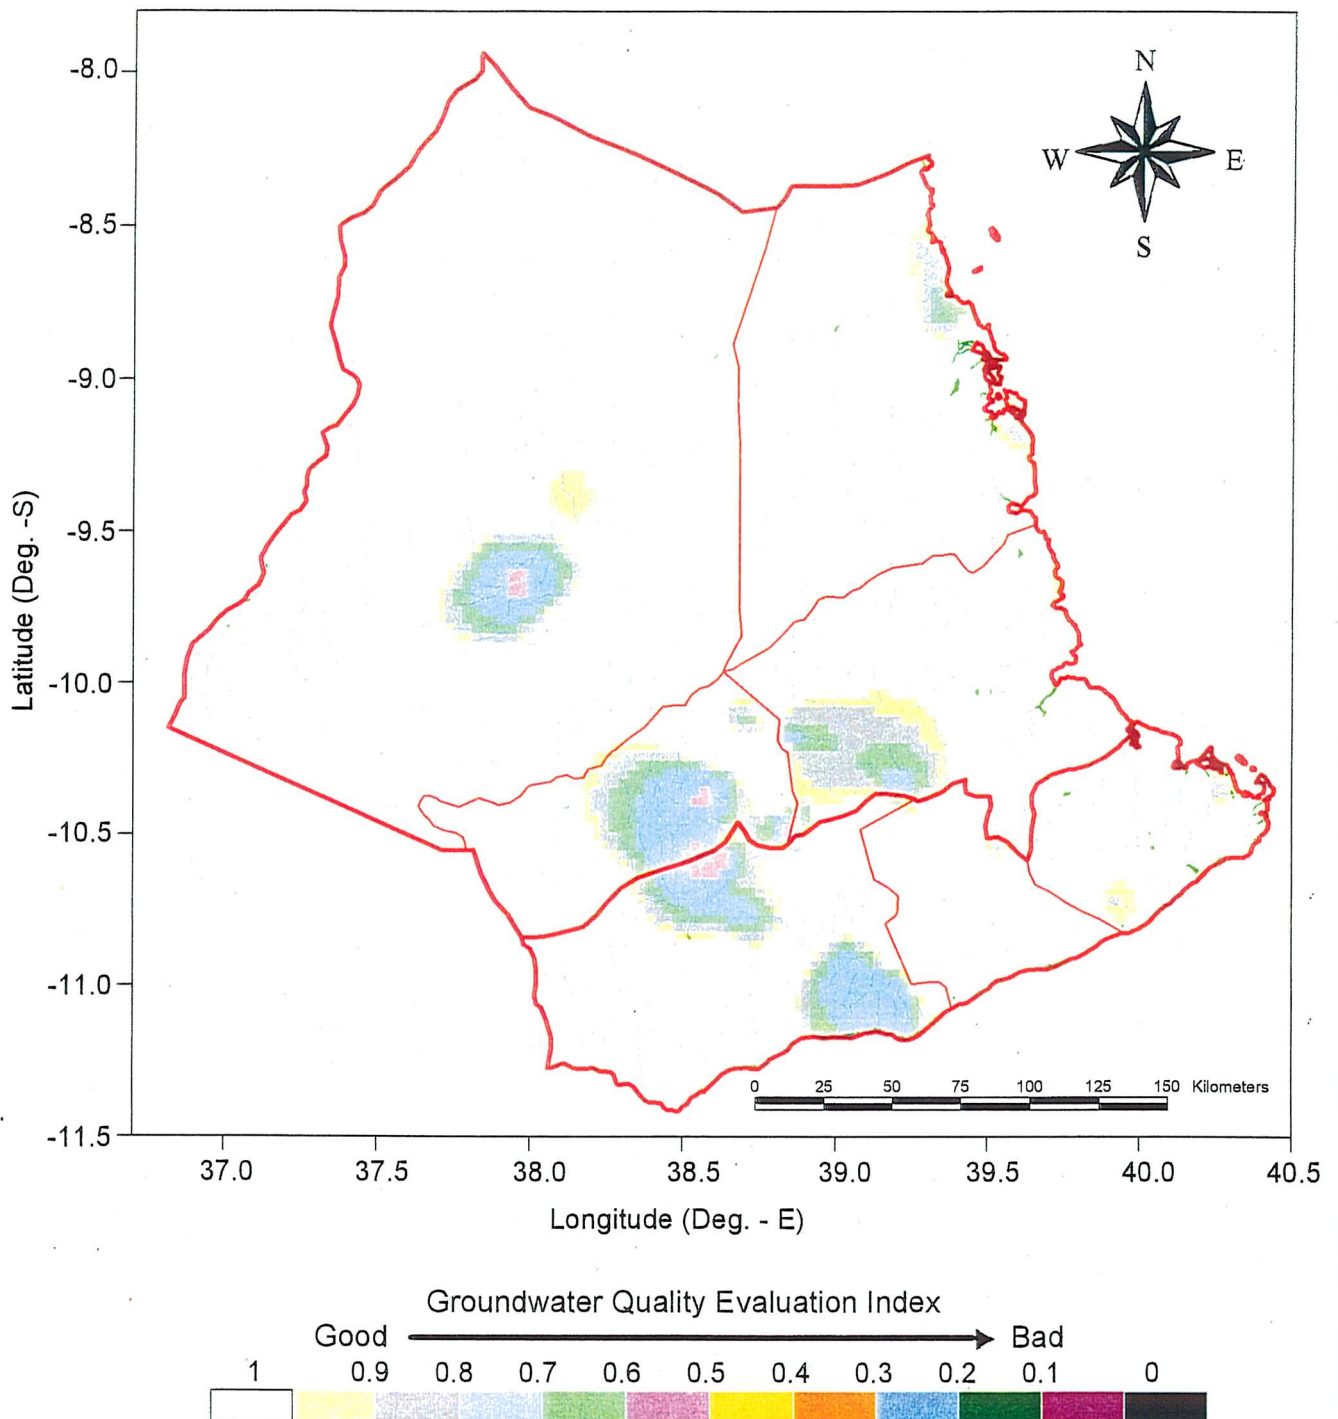 N
W E
S
-8.0
-8.5
-9.0
-9.5
-10.0
-10.5
-11.0
-11.5
Latitude (Deg. -S)
0 25 50 75 100 125 150 Kilometers
37.0 37.5 38.0 38.5 39.0 39.5 40.0 40.5
Longitude (Deg. - E)
Groundwater Quality Evaluation Index
Good Bad
1 0.9 0.8 0.7 0.6 0.5 0.4 0.3 0.2 0.1 0